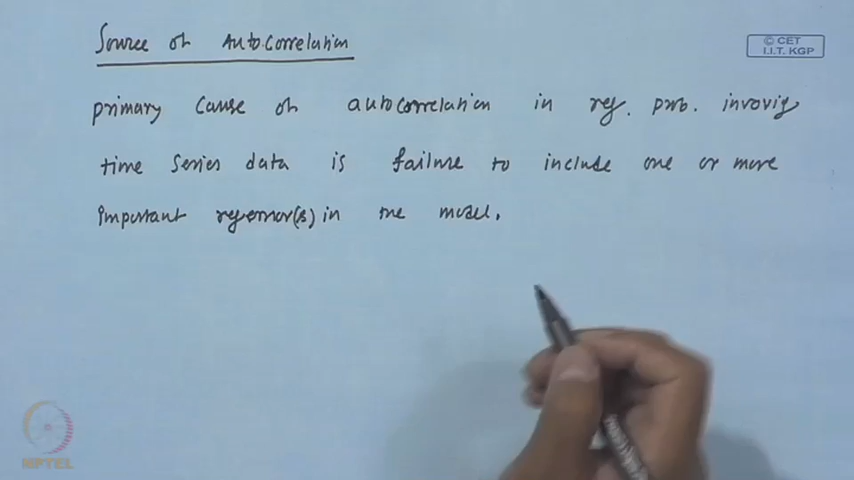 Source of Autocorrelation
© CET
I.I.T. KGP
primary cause of autocorrelation in reg. prob. invovig
time series data is failure to include one or more
important regressor(s) in the model.
NPTEL